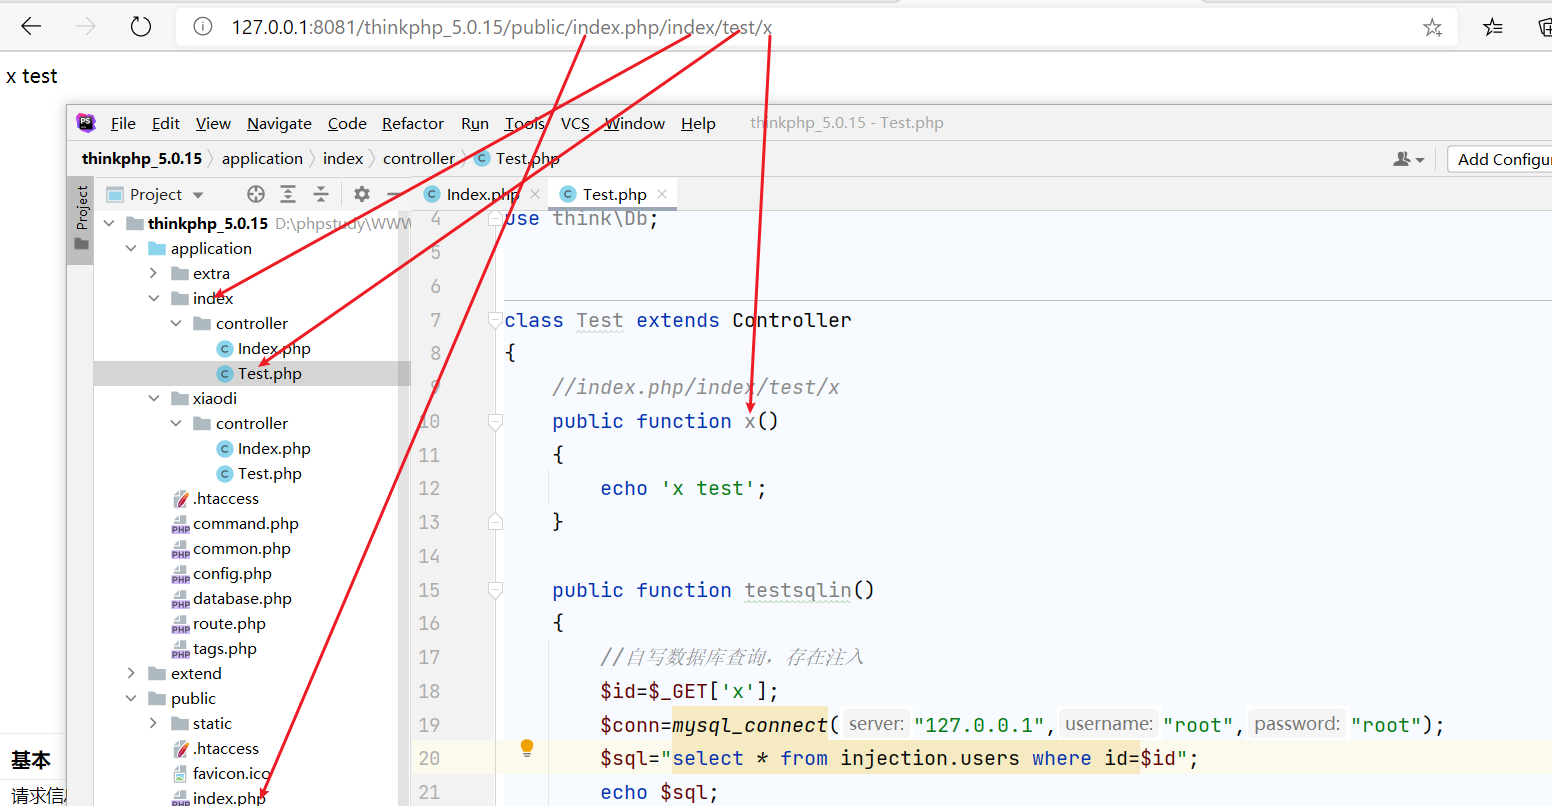 127.0.0.1:8081/thinkphp_5.0.15/public/index.php/index/test/x
x test
File Edit View Navigate Code Refactor Run Tools VCS Window Help thinkphp_5.0.15 - Test.php
thinkphp_5.0.15 application index controller Test.php
Add Configu
Project
Project
Index.php Test.php
thinkphp_5.0.15 D:\phpstudy\WWW
application
extra
index
controller
Index.php
Test.php
xiaodi
controller
Index.php
Test.php
.htaccess
command.php
common.php
config.php
database.php
route.php
tags.php
extend
public
static
.htaccess
favicon.ico
index.php
4 use think\Db;
5
6
7 class Test extends Controller
8 {
9 //index.php/index/test/x
10 public function x()
11 {
12 echo 'x test';
13 }
14
15 public function testsqlin()
16 {
17 //自写数据库查询，存在注入
18 $id=$_GET['x'];
19 $conn=mysql_connect( server: "127.0.0.1", username: "root", password: "root");
20 $sql="select * from injection.users where id=$id";
21 echo $sql;
基本
请求信